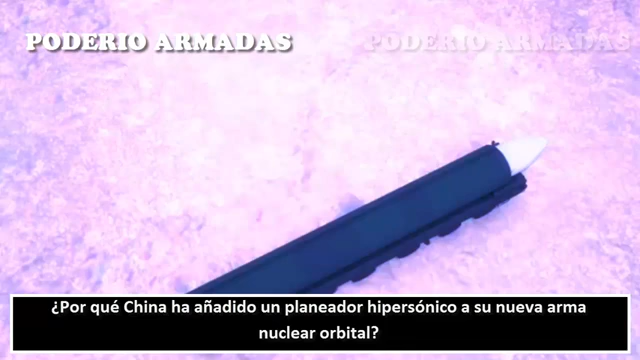 PODERIO ARMADAS PODERIO ARMADAS
¿Por qué China ha añadido un planeador hipersónico a su nueva arma
nuclear orbital?